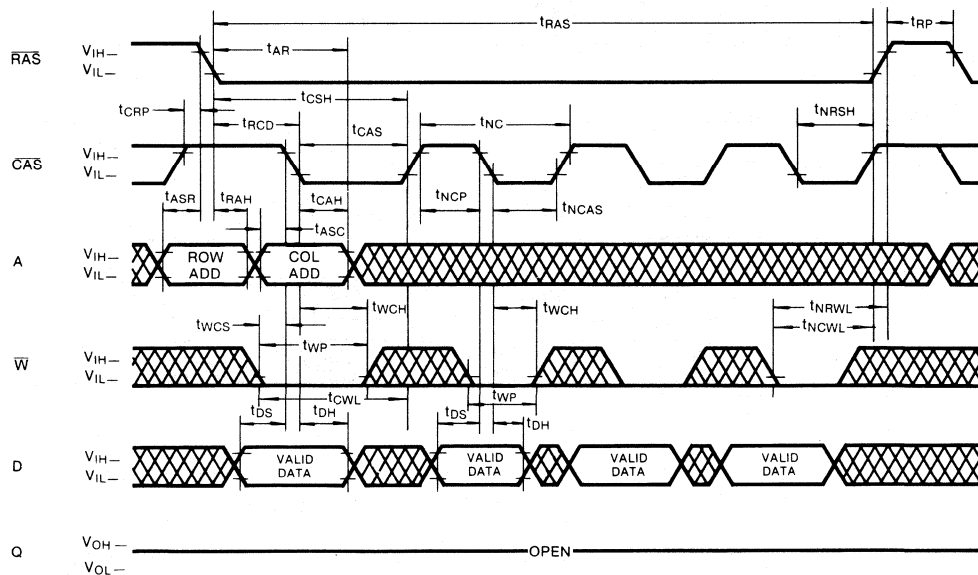 tRAS
tRP
tAR
RAS
VIH—
VIL—
tCSH
tCRP
tRCD
tCAS
tNC
tNRSH
CAS
VIH—
VIL—
tASR
tRAH
tCAH
tNCP
tNCAS
tASC
A
VIH—
VIL—
ROW
ADD
COL
ADD
tWCH
tWCH
tNRWL
tWCS
tWP
tNCWL
W
VIH—
VIL—
tCWL
tWP
tDS
tDH
tDS
tDH
D
VIH—
VIL—
VALID
DATA
VALID
DATA
VALID
DATA
VALID
DATA
Q
VOH—
OPEN
VOL—